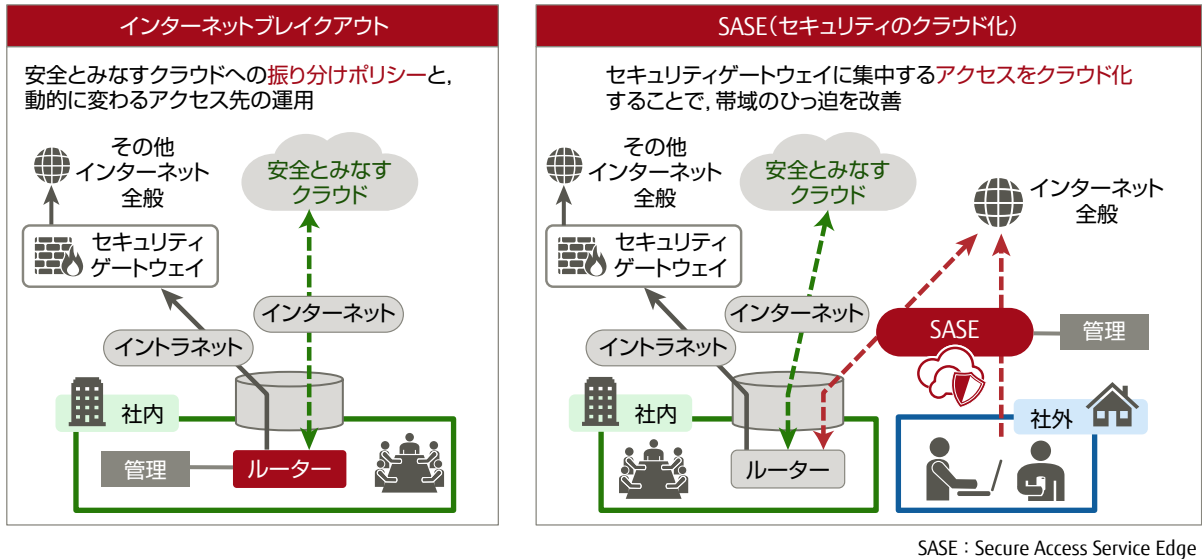 インターネットブレイクアウト
安全とみなすクラウドへの振り分けポリシーと,
動的に変わるアクセス先の運用
その他
インターネット
全般
安全とみなす
クラウド
セキュリティ
ゲートウェイ
インターネット
イントラネット
社内
管理
ルーター
SASE(セキュリティのクラウド化)
セキュリティゲートウェイに集中するアクセスをクラウド化
することで,帯域のひっ迫を改善
その他
インターネット
全般
安全とみなす
クラウド
インターネット
全般
セキュリティ
ゲートウェイ
インターネット
イントラネット
SASE
管理
社内
社外
ルーター
SASE:Secure Access Service Edge